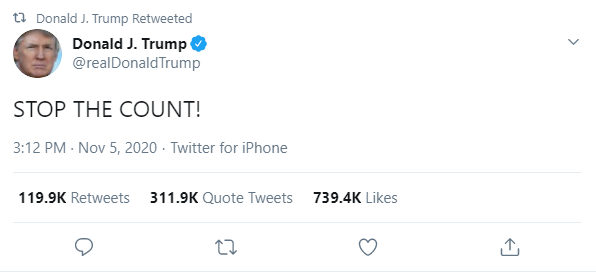 Donald J. Trump Retweeted
Donald J. Trump
@realDonaldTrump
STOP THE COUNT!
3:12 PM · Nov 5, 2020 · Twitter for iPhone
119.9K Retweets 311.9K Quote Tweets 739.4K Likes